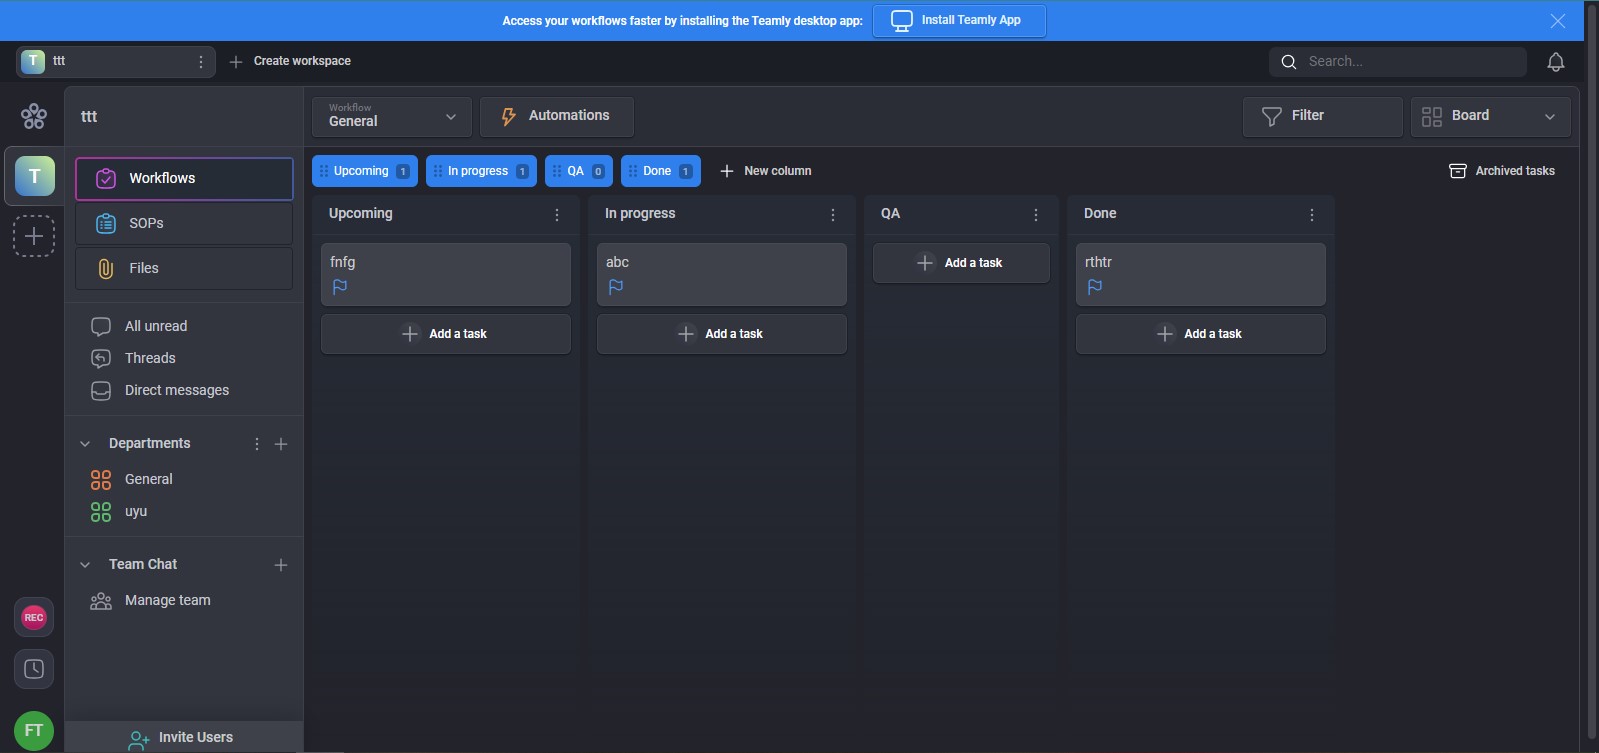 Access your workflows faster by installing the Teamly desktop app: Install Teamly App
T ttt Create workspace Search...
ttt
Workflow
General
Automations Filter Board
T
Workflows
SOPs
Files
Upcoming 1 In progress 1 QA 0 Done 1 New column Archived tasks
Upcoming In progress QA Done
fnfg abc Add a task rthtr
Add a task Add a task Add a task
All unread
Threads
Direct messages
Departments
General
uyu
Team Chat
Manage team
REC
FT
Invite Users